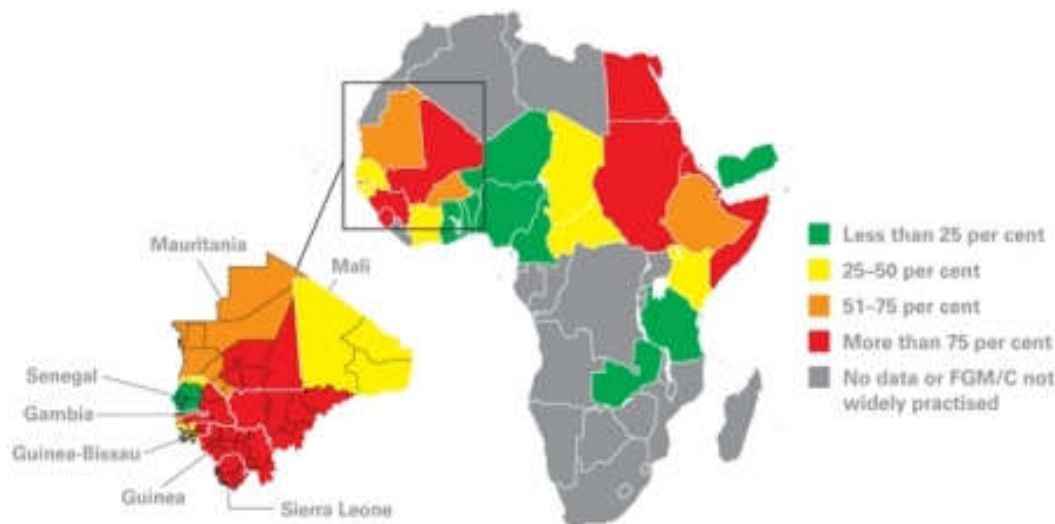 Mauritania
Mali
Senegal
Gambia
Guinea-Bissau
Guinea
Sierra Leone
Less than 25 per cent
25–50 per cent
51–75 per cent
More than 75 per cent
No data or FGM/C not
widely practised